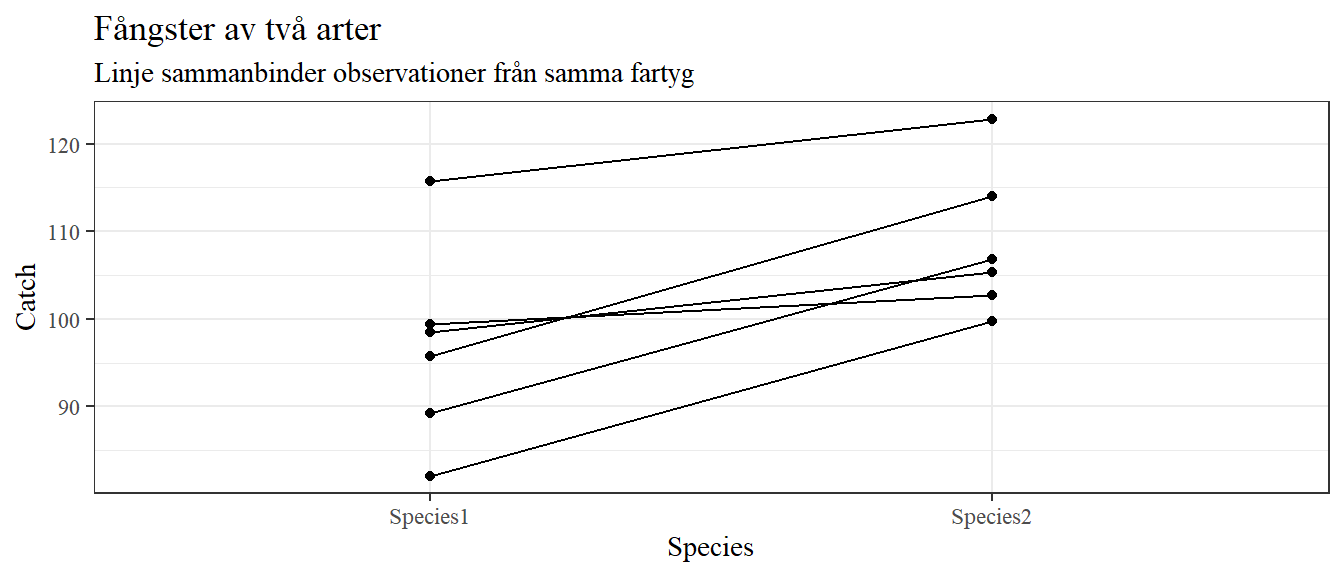 Fångster av två arter
Linje sammanbinder observationer från samma fartyg
120
110
100
90
Catch
Species1
Species2
Species